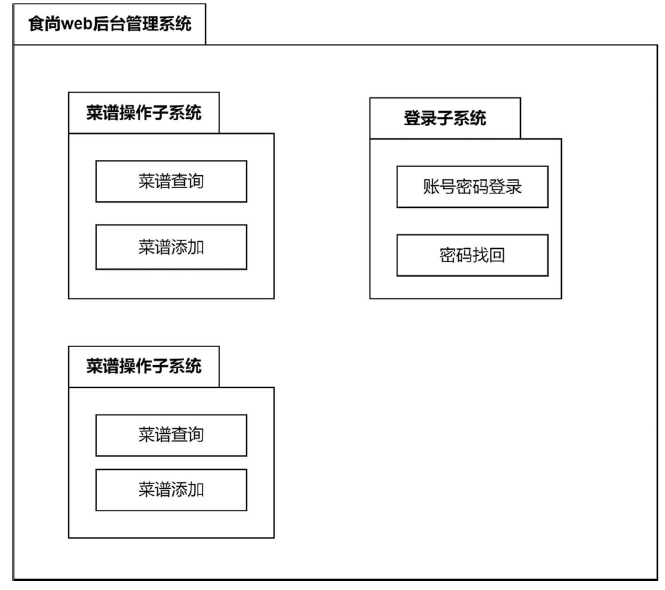 食尚web后台管理系统
菜谱操作子系统
菜谱查询
菜谱添加
登录子系统
账号密码登录
密码找回
菜谱操作子系统
菜谱查询
菜谱添加